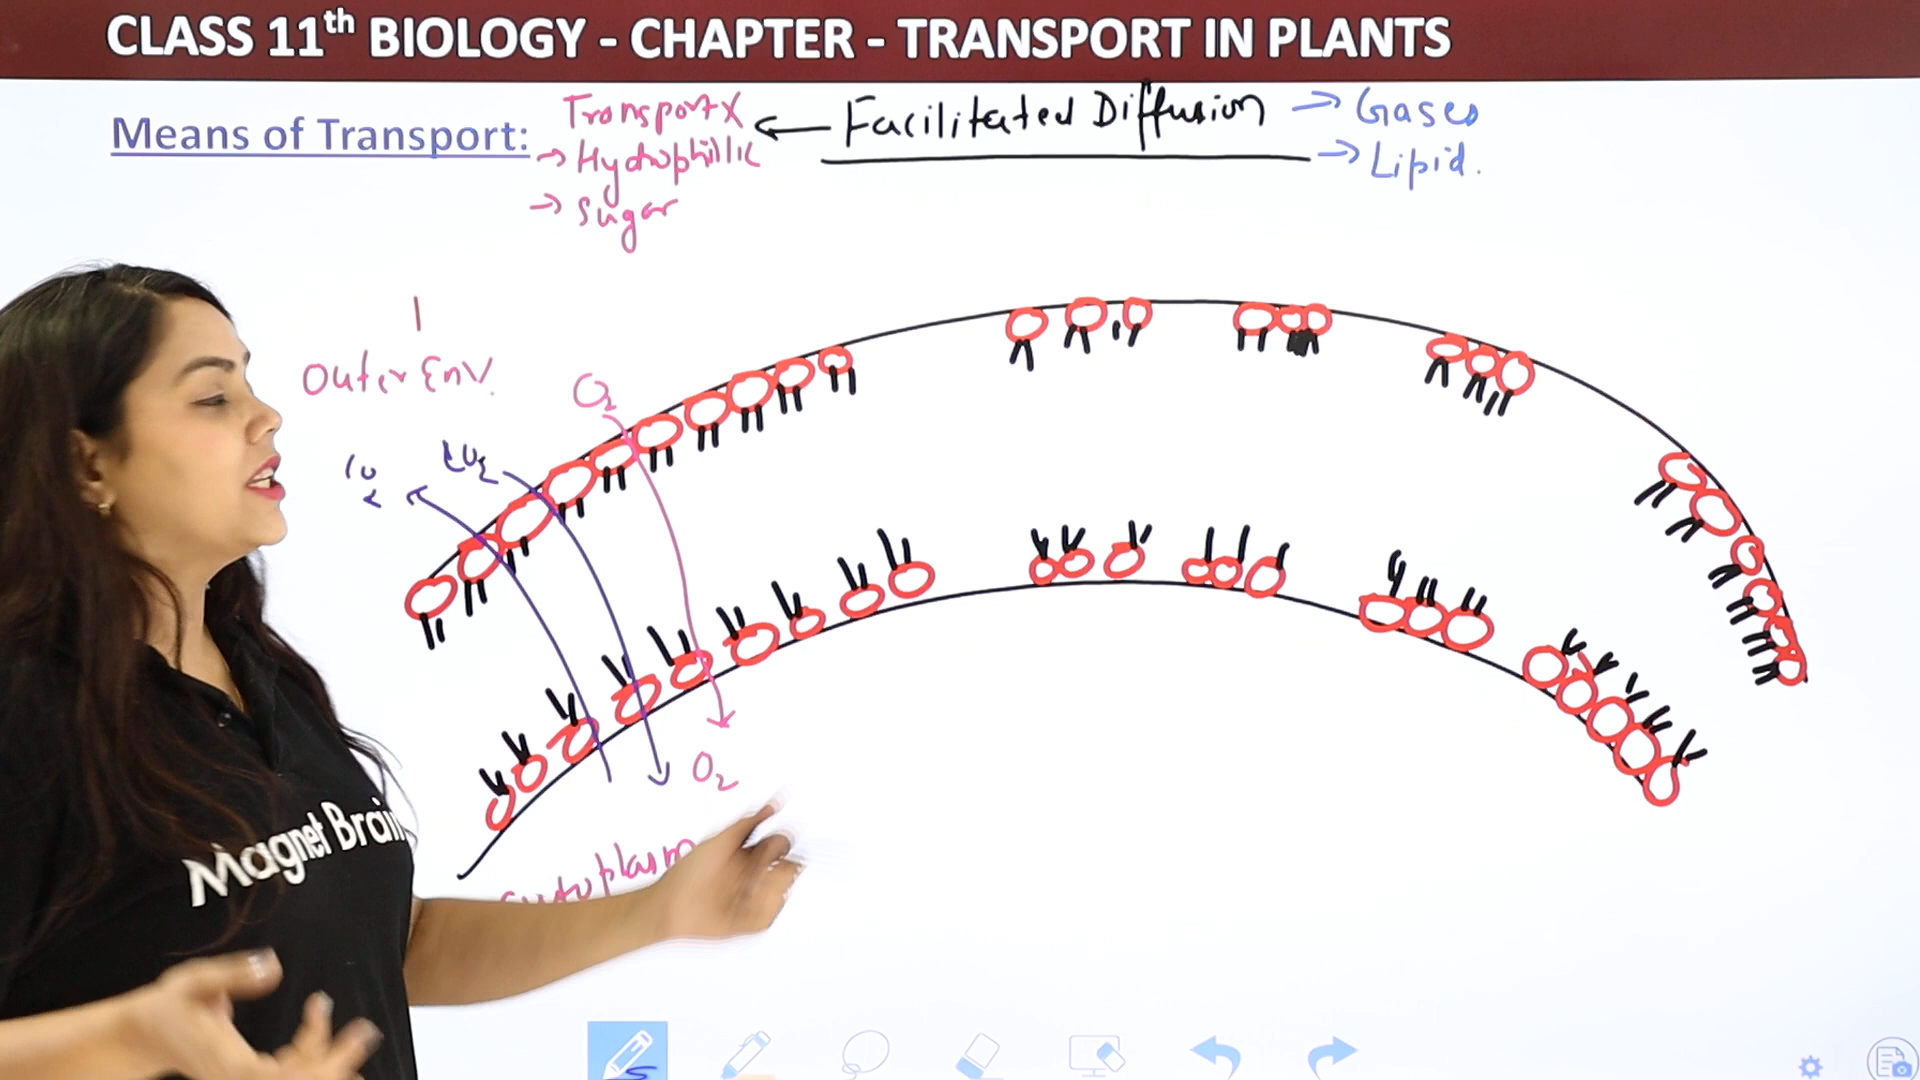 CLASS 11th BIOLOGY - CHAPTER - TRANSPORT IN PLANTS
Means of Transport:
Transport X ← Facilitated Diffusion → Gases
→ Hydrophillic
→ Lipid.
→ Sugar
Outer Env.
O2
CO2
O2
Magnet Brain